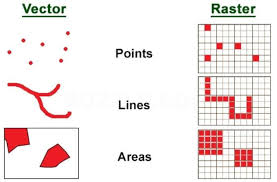 Vector
Raster
Points
Lines
Areas